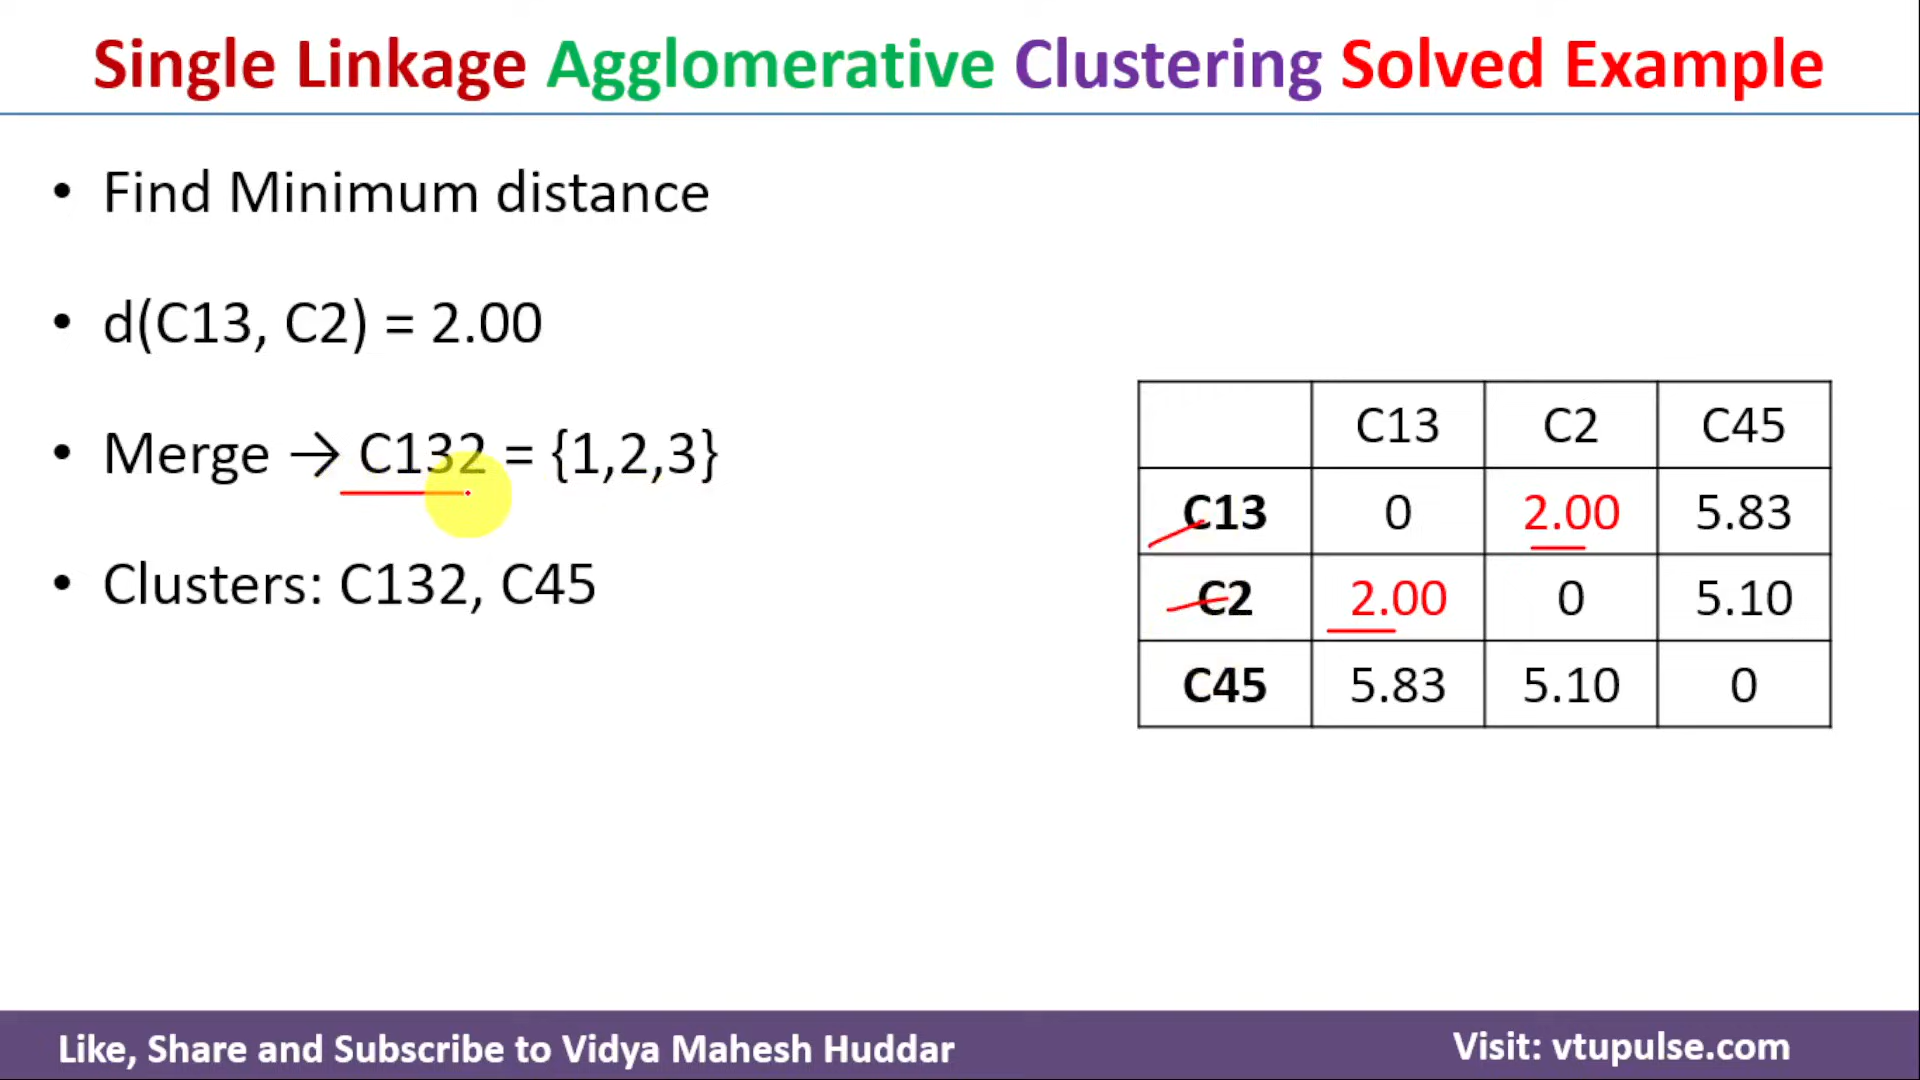 Single Linkage Agglomerative Clustering Solved Example
• Find Minimum distance
• d(C13, C2) = 2.00
• Merge → C132 = {1,2,3}
• Clusters: C132, C45
C13 C2 C45
C13 0 2.00 5.83
C2 2.00 0 5.10
C45 5.83 5.10 0
Like, Share and Subscribe to Vidya Mahesh Huddar
Visit: vtupulse.com